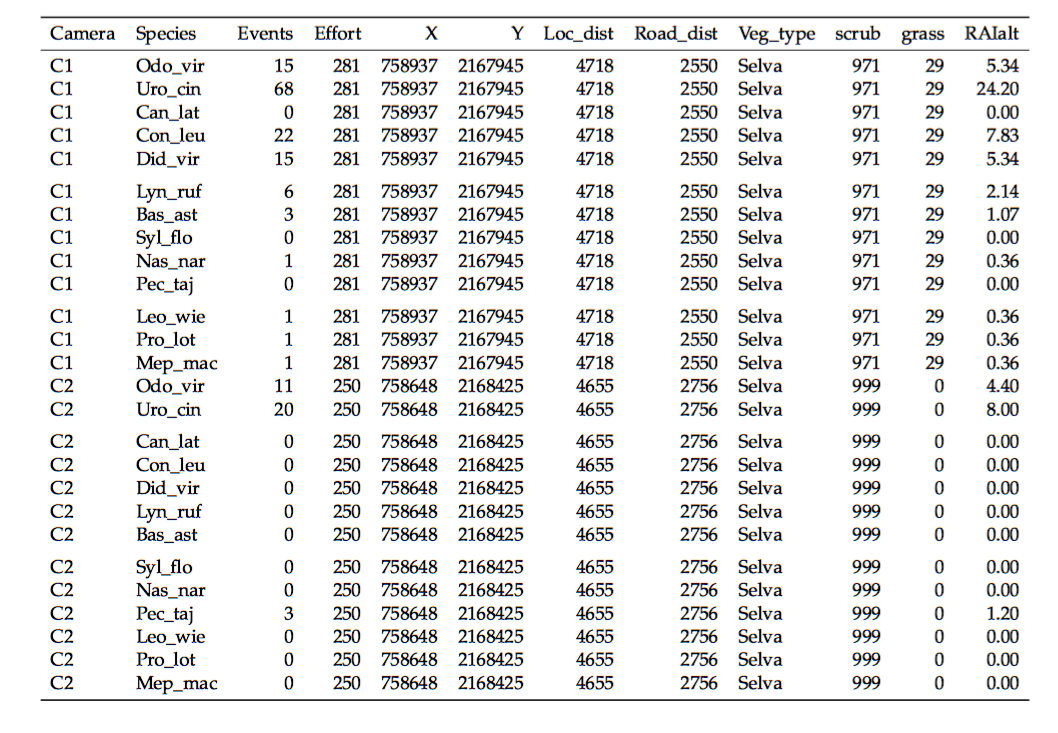 Camera Species Events Effort X Y Loc_dist Road_dist Veg_type scrub grass RAIalt
C1 Odo_vir 15 281 758937 2167945 4718 2550 Selva 971 29 5.34
C1 Uro_cin 68 281 758937 2167945 4718 2550 Selva 971 29 24.20
C1 Can_lat 0 281 758937 2167945 4718 2550 Selva 971 29 0.00
C1 Con_leu 22 281 758937 2167945 4718 2550 Selva 971 29 7.83
C1 Did_vir 15 281 758937 2167945 4718 2550 Selva 971 29 5.34
C1 Lyn_ruf 6 281 758937 2167945 4718 2550 Selva 971 29 2.14
C1 Bas_ast 3 281 758937 2167945 4718 2550 Selva 971 29 1.07
C1 Syl_flo 0 281 758937 2167945 4718 2550 Selva 971 29 0.00
C1 Nas_nar 1 281 758937 2167945 4718 2550 Selva 971 29 0.36
C1 Pec_taj 0 281 758937 2167945 4718 2550 Selva 971 29 0.00
C1 Leo_wie 1 281 758937 2167945 4718 2550 Selva 971 29 0.36
C1 Pro_lot 1 281 758937 2167945 4718 2550 Selva 971 29 0.36
C1 Mep_mac 1 281 758937 2167945 4718 2550 Selva 971 29 0.36
C2 Odo_vir 11 250 758648 2168425 4655 2756 Selva 999 0 4.40
C2 Uro_cin 20 250 758648 2168425 4655 2756 Selva 999 0 8.00
C2 Can_lat 0 250 758648 2168425 4655 2756 Selva 999 0 0.00
C2 Con_leu 0 250 758648 2168425 4655 2756 Selva 999 0 0.00
C2 Did_vir 0 250 758648 2168425 4655 2756 Selva 999 0 0.00
C2 Lyn_ruf 0 250 758648 2168425 4655 2756 Selva 999 0 0.00
C2 Bas_ast 0 250 758648 2168425 4655 2756 Selva 999 0 0.00
C2 Syl_flo 0 250 758648 2168425 4655 2756 Selva 999 0 0.00
C2 Nas_nar 0 250 758648 2168425 4655 2756 Selva 999 0 0.00
C2 Pec_taj 3 250 758648 2168425 4655 2756 Selva 999 0 1.20
C2 Leo_wie 0 250 758648 2168425 4655 2756 Selva 999 0 0.00
C2 Pro_lot 0 250 758648 2168425 4655 2756 Selva 999 0 0.00
C2 Mep_mac 0 250 758648 2168425 4655 2756 Selva 999 0 0.00